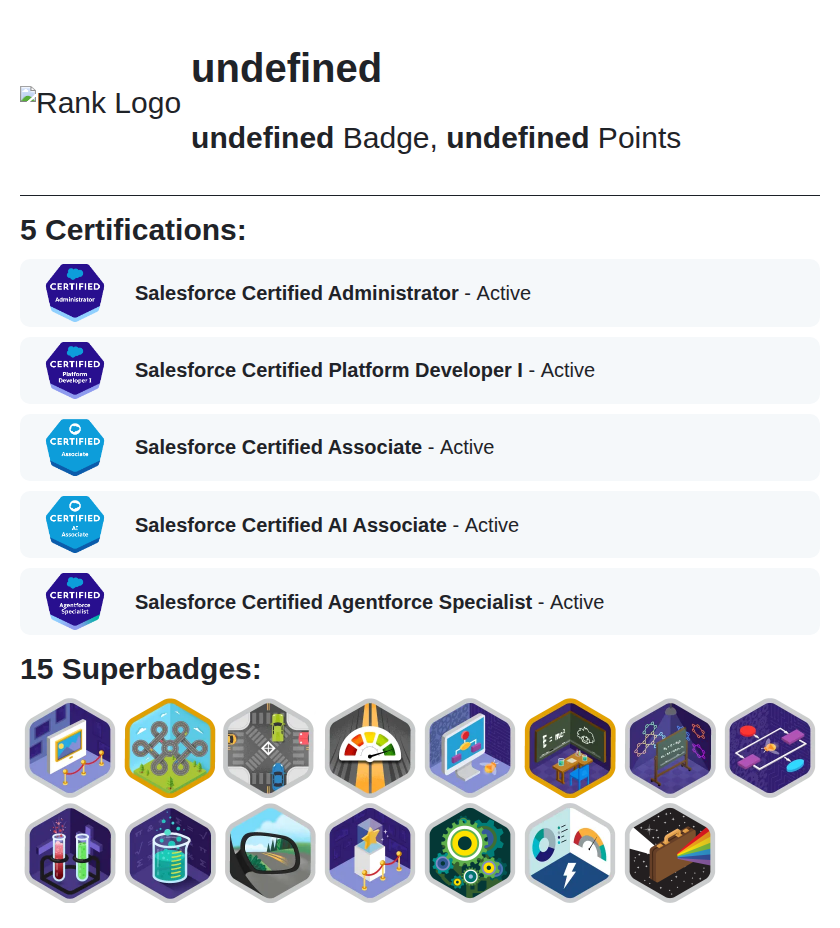 undefined
Rank Logo
undefined Badge, undefined Points
5 Certifications:
CERTIFIED
Administrator
Salesforce Certified Administrator - Active
CERTIFIED
Platform
Developer I
Salesforce Certified Platform Developer I - Active
CERTIFIED
Associate
Salesforce Certified Associate - Active
CERTIFIED
AI
Associate
Salesforce Certified AI Associate - Active
CERTIFIED
Agentforce
Specialist
Salesforce Certified Agentforce Specialist - Active
15 Superbadges:
E=mc²